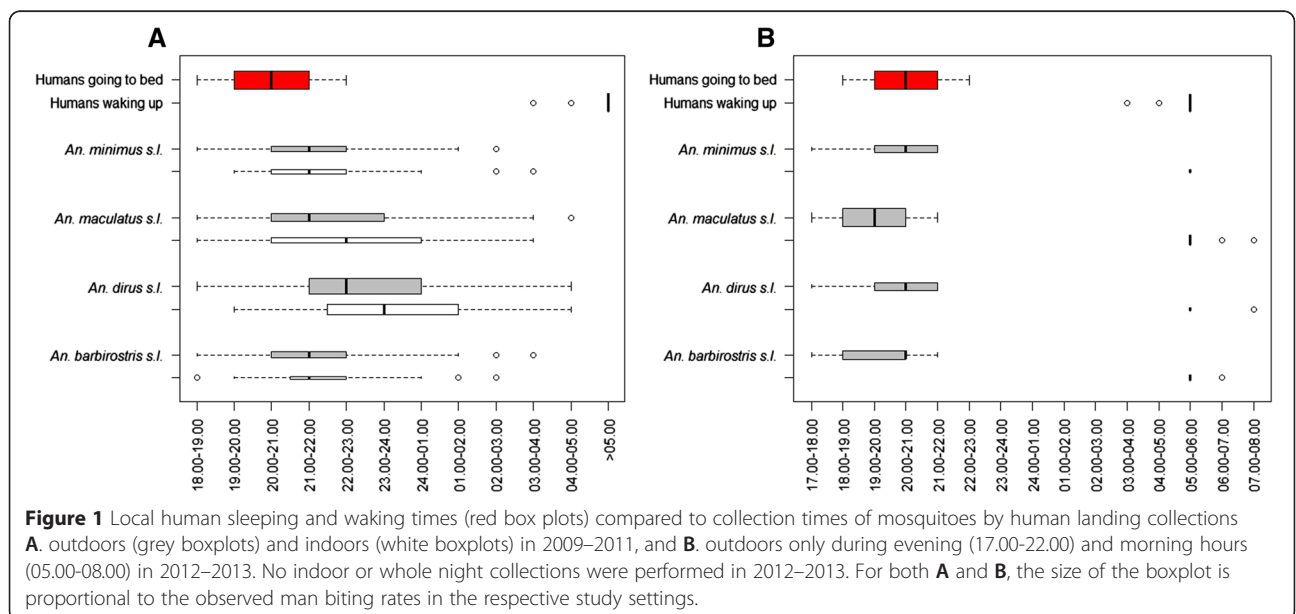 A
Humans going to bed
Humans waking up
An. minimus s.l.
An. maculatus s.l.
An. dirus s.l.
An. barbirostris s.l.
18.00-19.00
19.00-20.00
20.00-21.00
21.00-22.00
22.00-23.00
23.00-24.00
24.00-01.00
01.00-02.00
02.00-03.00
03.00-04.00
04.00-05.00
>05.00
B
Humans going to bed
Humans waking up
An. minimus s.l.
An. maculatus s.l.
An. dirus s.l.
An. barbirostris s.l.
17.00-18.00
18.00-19.00
19.00-20.00
20.00-21.00
21.00-22.00
22.00-23.00
23.00-24.00
24.00-01.00
01.00-02.00
02.00-03.00
03.00-04.00
04.00-05.00
05.00-06.00
06.00-07.00
07.00-08.00
Figure 1 Local human sleeping and waking times (red box plots) compared to collection times of mosquitoes by human landing collections
A. outdoors (grey boxplots) and indoors (white boxplots) in 2009–2011, and B. outdoors only during evening (17.00-22.00) and morning hours
(05.00-08.00) in 2012–2013. No indoor or whole night collections were performed in 2012–2013. For both A and B, the size of the boxplot is
proportional to the observed man biting rates in the respective study settings.